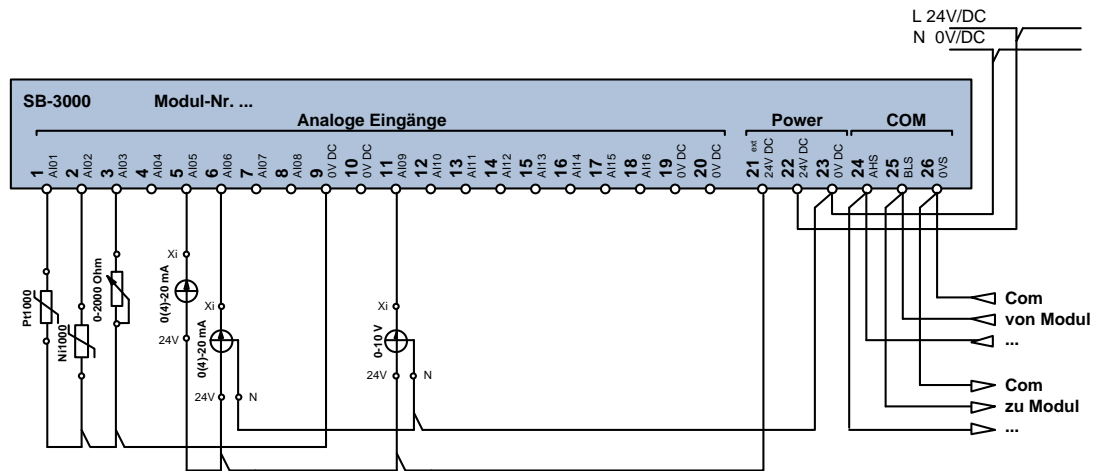 L 24V/DC
N 0V/DC
SB-3000 Modul-Nr. ...
Analoge Eingänge Power COM
1 AI01
2 AI02
3 AI03
4 AI04
5 AI05
6 AI06
7 AI07
8 AI08
9 0V DC
10 0V DC
11 AI09
12 AI10
13 AI11
14 AI12
15 AI13
16 AI14
17 AI15
18 AI16
19 0V DC
20 0V DC
21 ext 24V DC
22 24V DC
23 0V DC
24 AHS
25 BLS
26 0VS
Pt1000
Ni1000
0-2000 Ohm
Xi
0(4)-20 mA
24V
Xi
0(4)-20 mA
24V N
Xi
0-10 V
24V N
Com
von Modul
...
Com
zu Modul
...